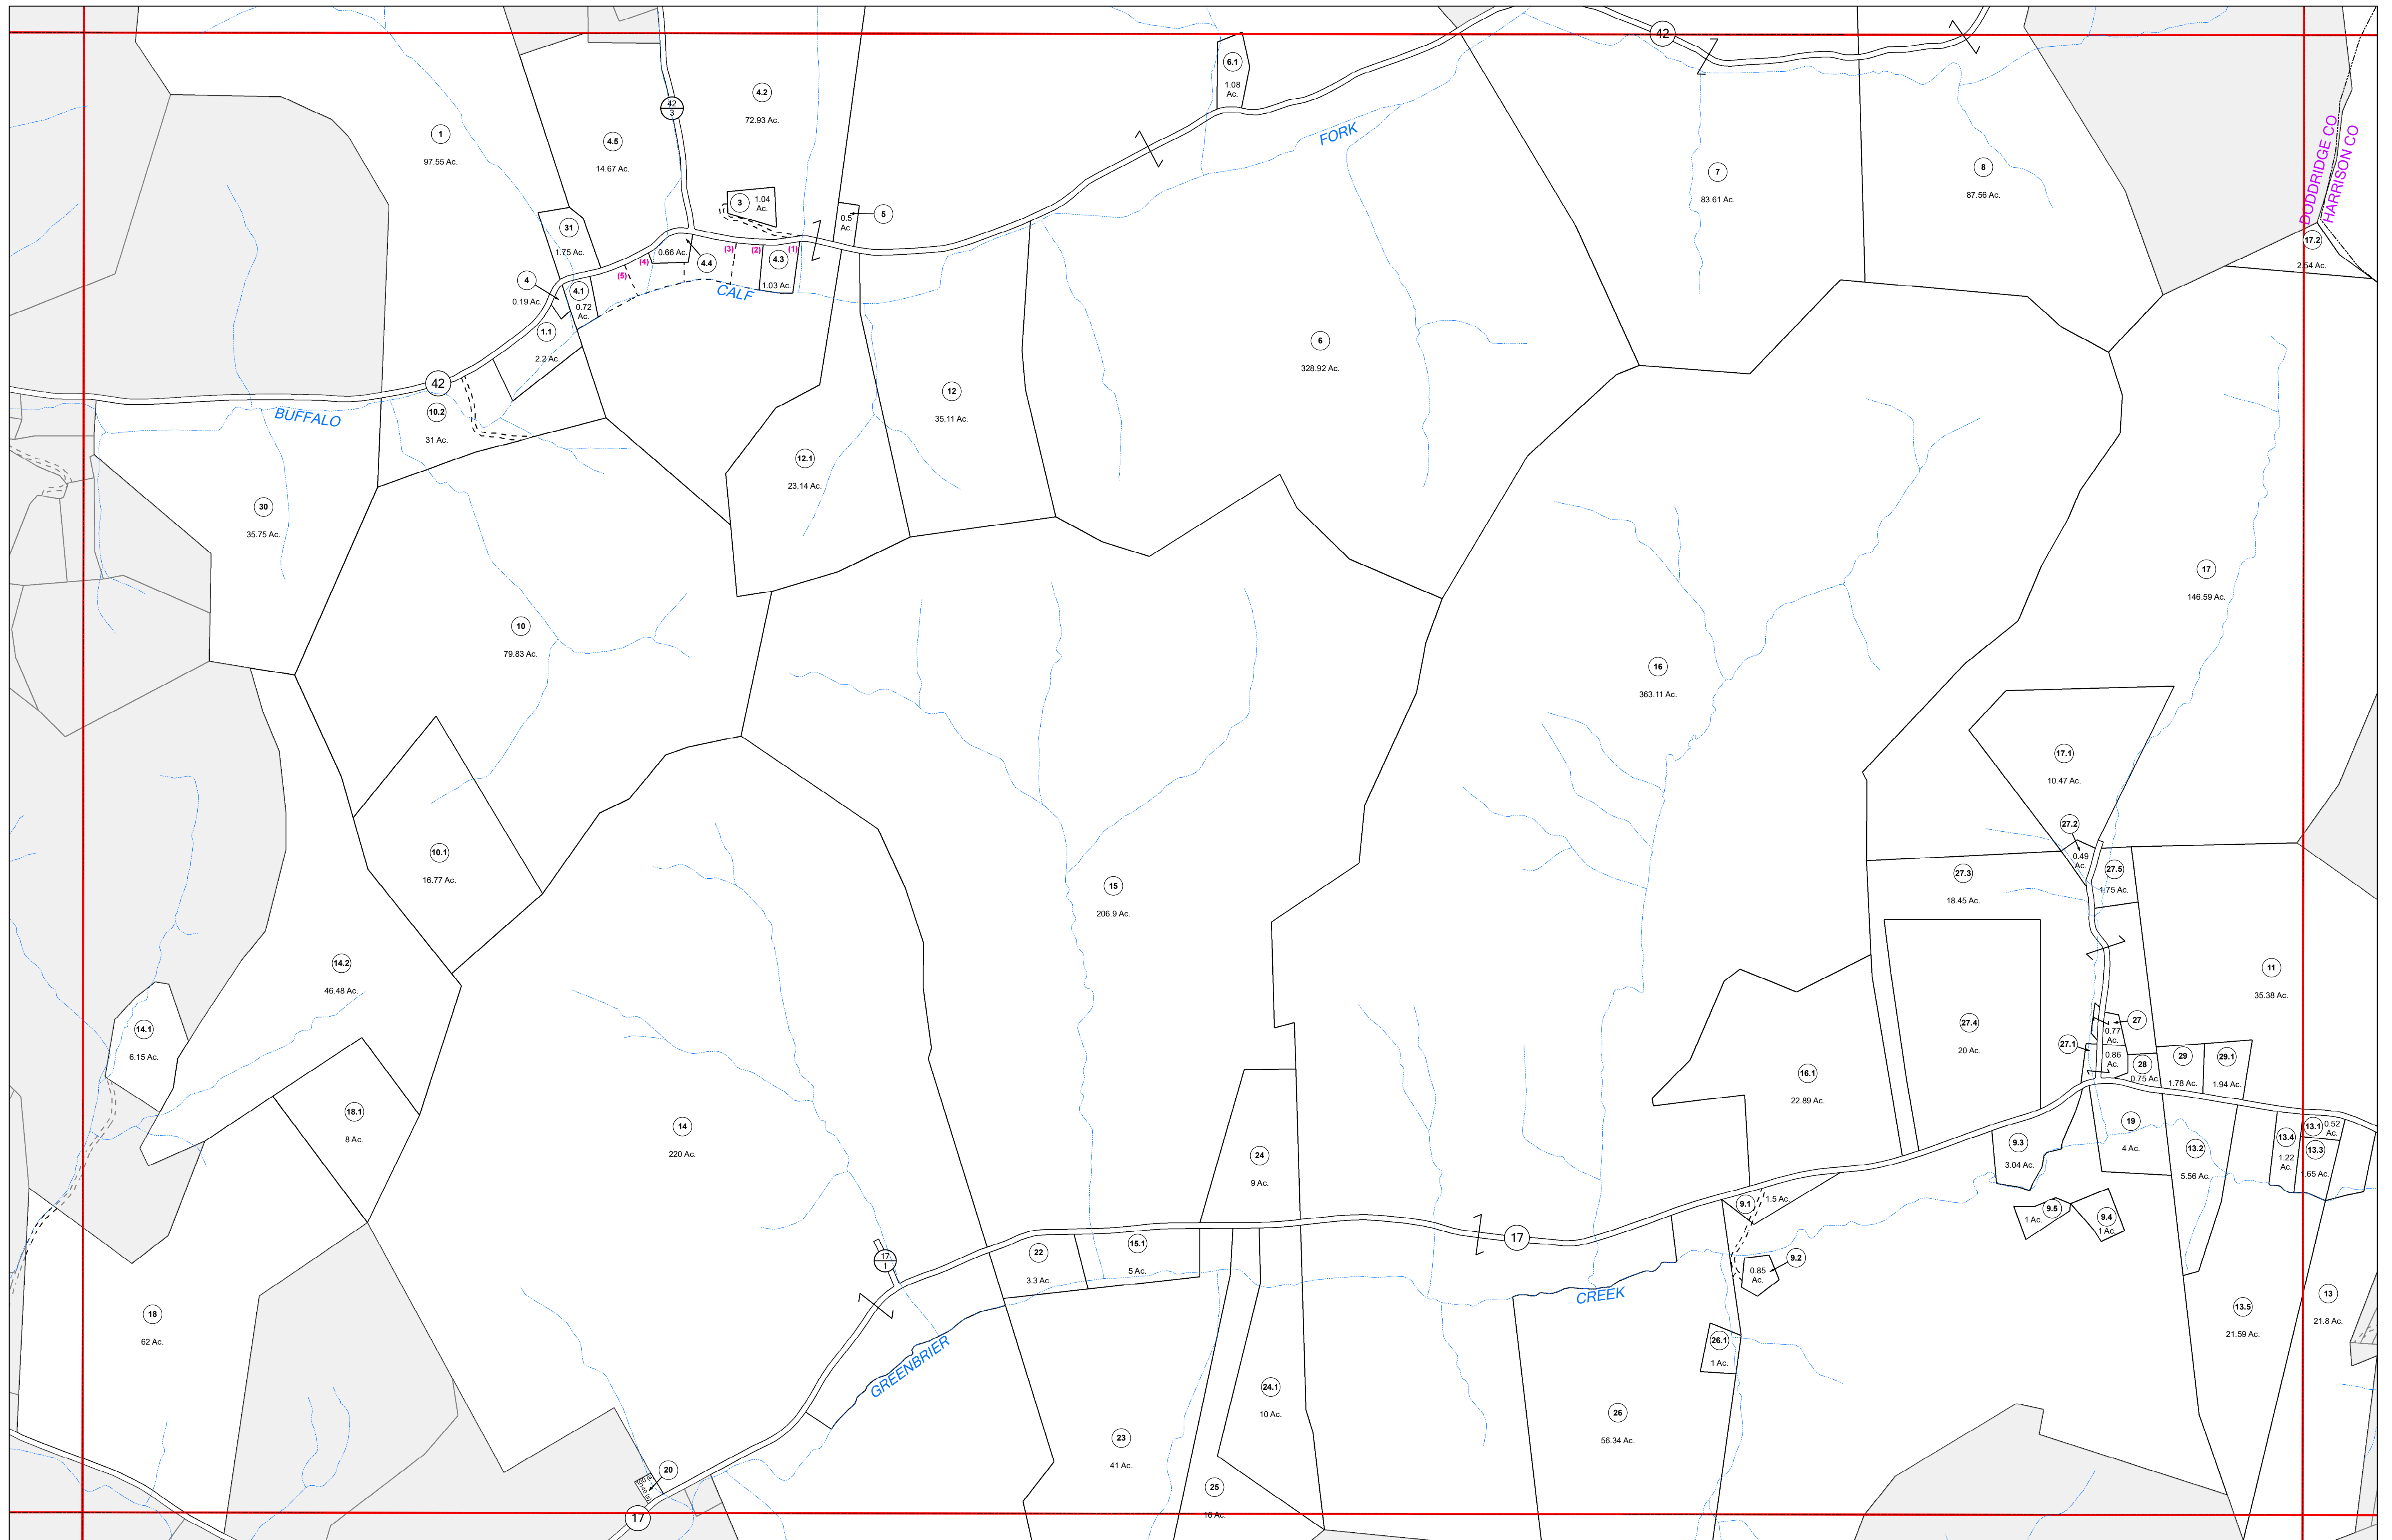 42
6.1
1.08
Ac.
4.2
72.93 Ac.
42
3
1
97.55 Ac.
4.5
14.67 Ac.
FORK
7
83.61 Ac.
8
87.56 Ac.
DODDRIDGE CO
HARRISON CO
17.2
2.54 Ac.
3
1.04
Ac.
5
0.5
Ac.
31
1.75 Ac.
0.66 Ac.
4.4
(3)
(2)
(1)
4.3
1.03 Ac.
(4)
(5)
4
0.19 Ac.
4.1
0.72
Ac.
CALF
1.1
2.2 Ac.
6
328.92 Ac.
42
BUFFALO
10.2
31 Ac.
12
35.11 Ac.
12.1
23.14 Ac.
30
35.75 Ac.
17
146.59 Ac.
10
79.83 Ac.
16
363.11 Ac.
17.1
10.47 Ac.
27.2
0.49
Ac.
27.5
1.75 Ac.
27.3
18.45 Ac.
10.1
16.77 Ac.
15
206.9 Ac.
14.2
46.48 Ac.
11
35.38 Ac.
14.1
6.15 Ac.
27.4
20 Ac.
27
0.77
Ac.
27.1
0.86
Ac.
28
0.75 Ac.
29
1.78 Ac.
29.1
1.94 Ac.
16.1
22.89 Ac.
18.1
8 Ac.
14
220 Ac.
24
9 Ac.
9.3
3.04 Ac.
19
4 Ac.
13.2
5.56 Ac.
13.4
1.22
Ac.
13.1
0.52
Ac.
13.3
.65 Ac.
9.1
1.5 Ac.
9.5
1 Ac.
9.4
1 Ac.
17
22
3.3 Ac.
15.1
5 Ac.
17
1
9.2
0.85
Ac.
CREEK
18
62 Ac.
13.5
21.59 Ac.
13
21.8 Ac.
GREENBRIER
26.1
1 Ac.
24.1
10 Ac.
26
56.34 Ac.
23
41 Ac.
20
25
16 Ac.
17